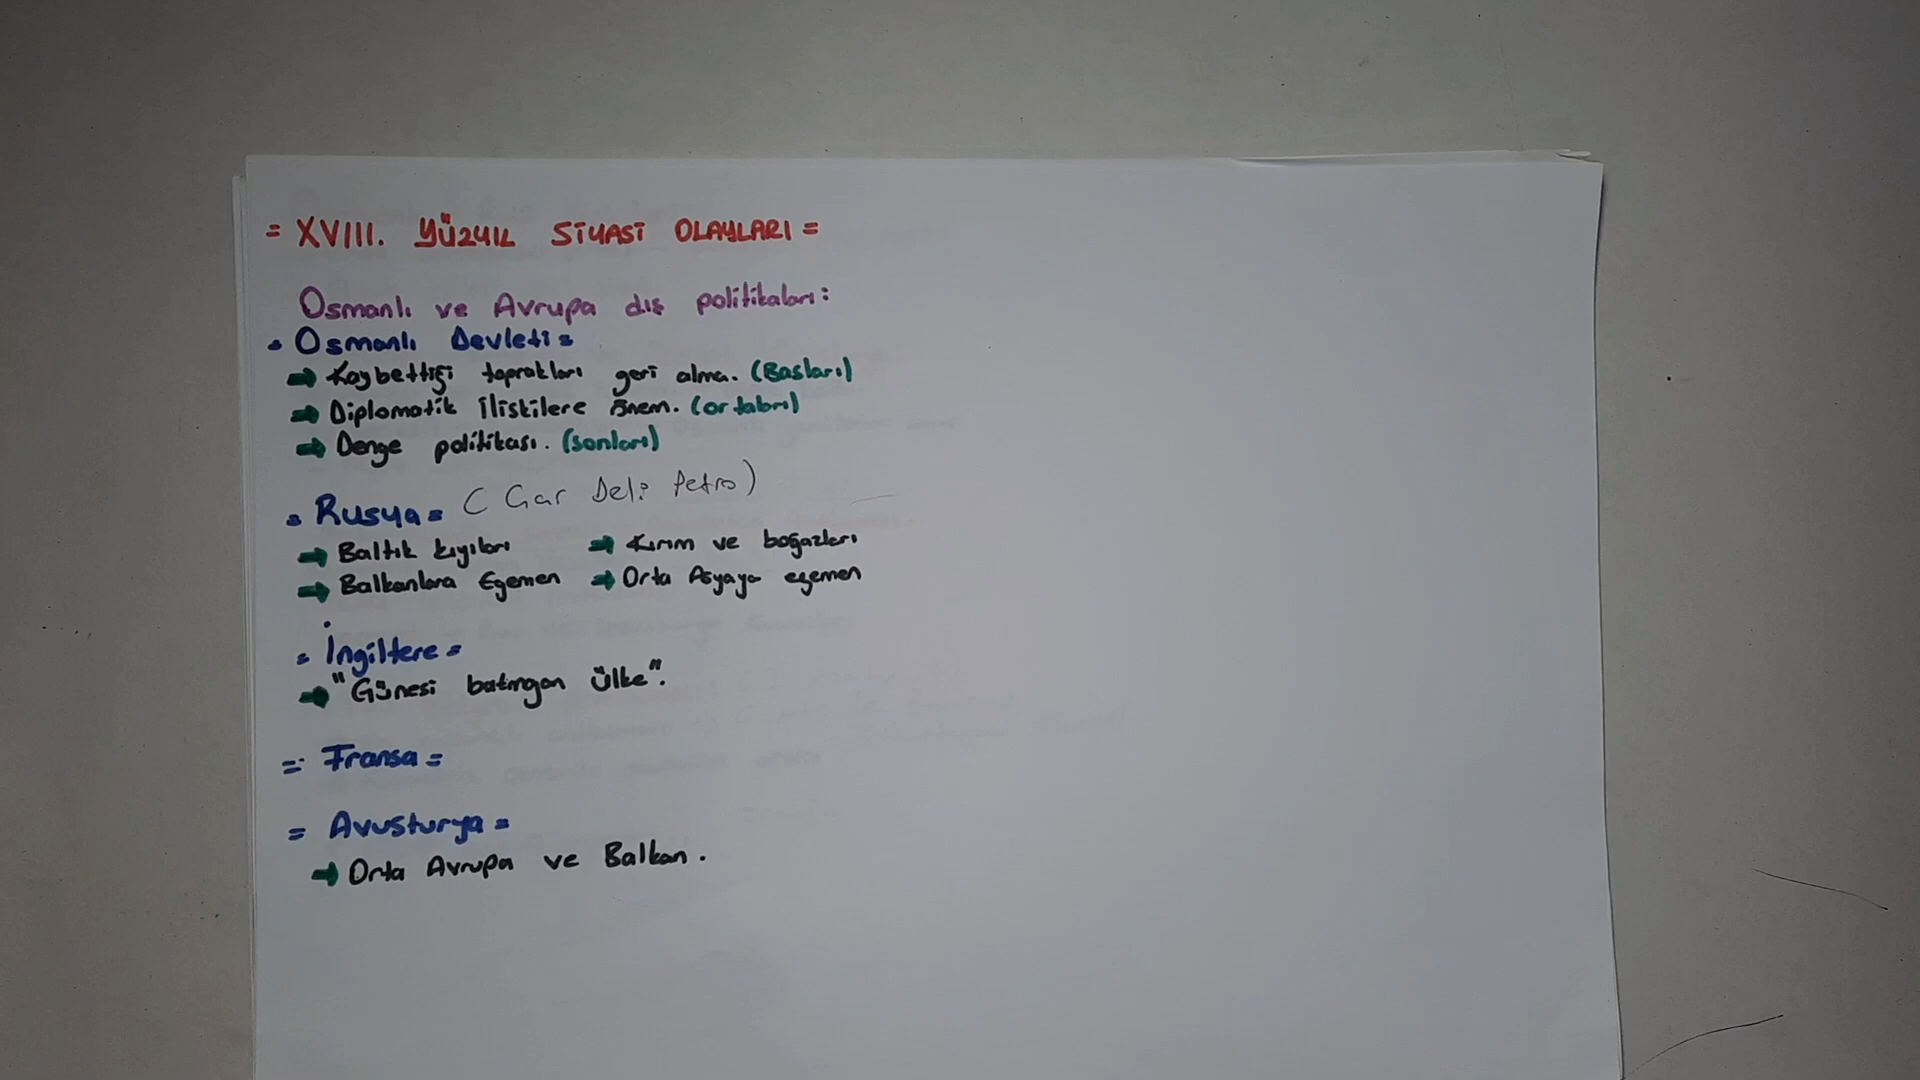 = XVIII. YÜZYIL SİYASİ OLAYLARI =
Osmanlı ve Avrupa dış politikaları:
= Osmanlı Devleti =
➡ Kaybettiği toprakları geri alma. (Başları)
➡ Diplomatik İlişkilere önem. (ortaları)
➡ Denge politikası. (Sonları)
= Rusya = ( Çar Deli Petro)
➡ Baltık kıyıları ➡ Kırım ve boğazları
➡ Balkanlara Egemen ➡ Orta Asyaya egemen
= İngiltere =
➡ "Güneşi batmayan ülke".
= Fransa =
= Avusturya =
➡ Orta Avrupa ve Balkan.